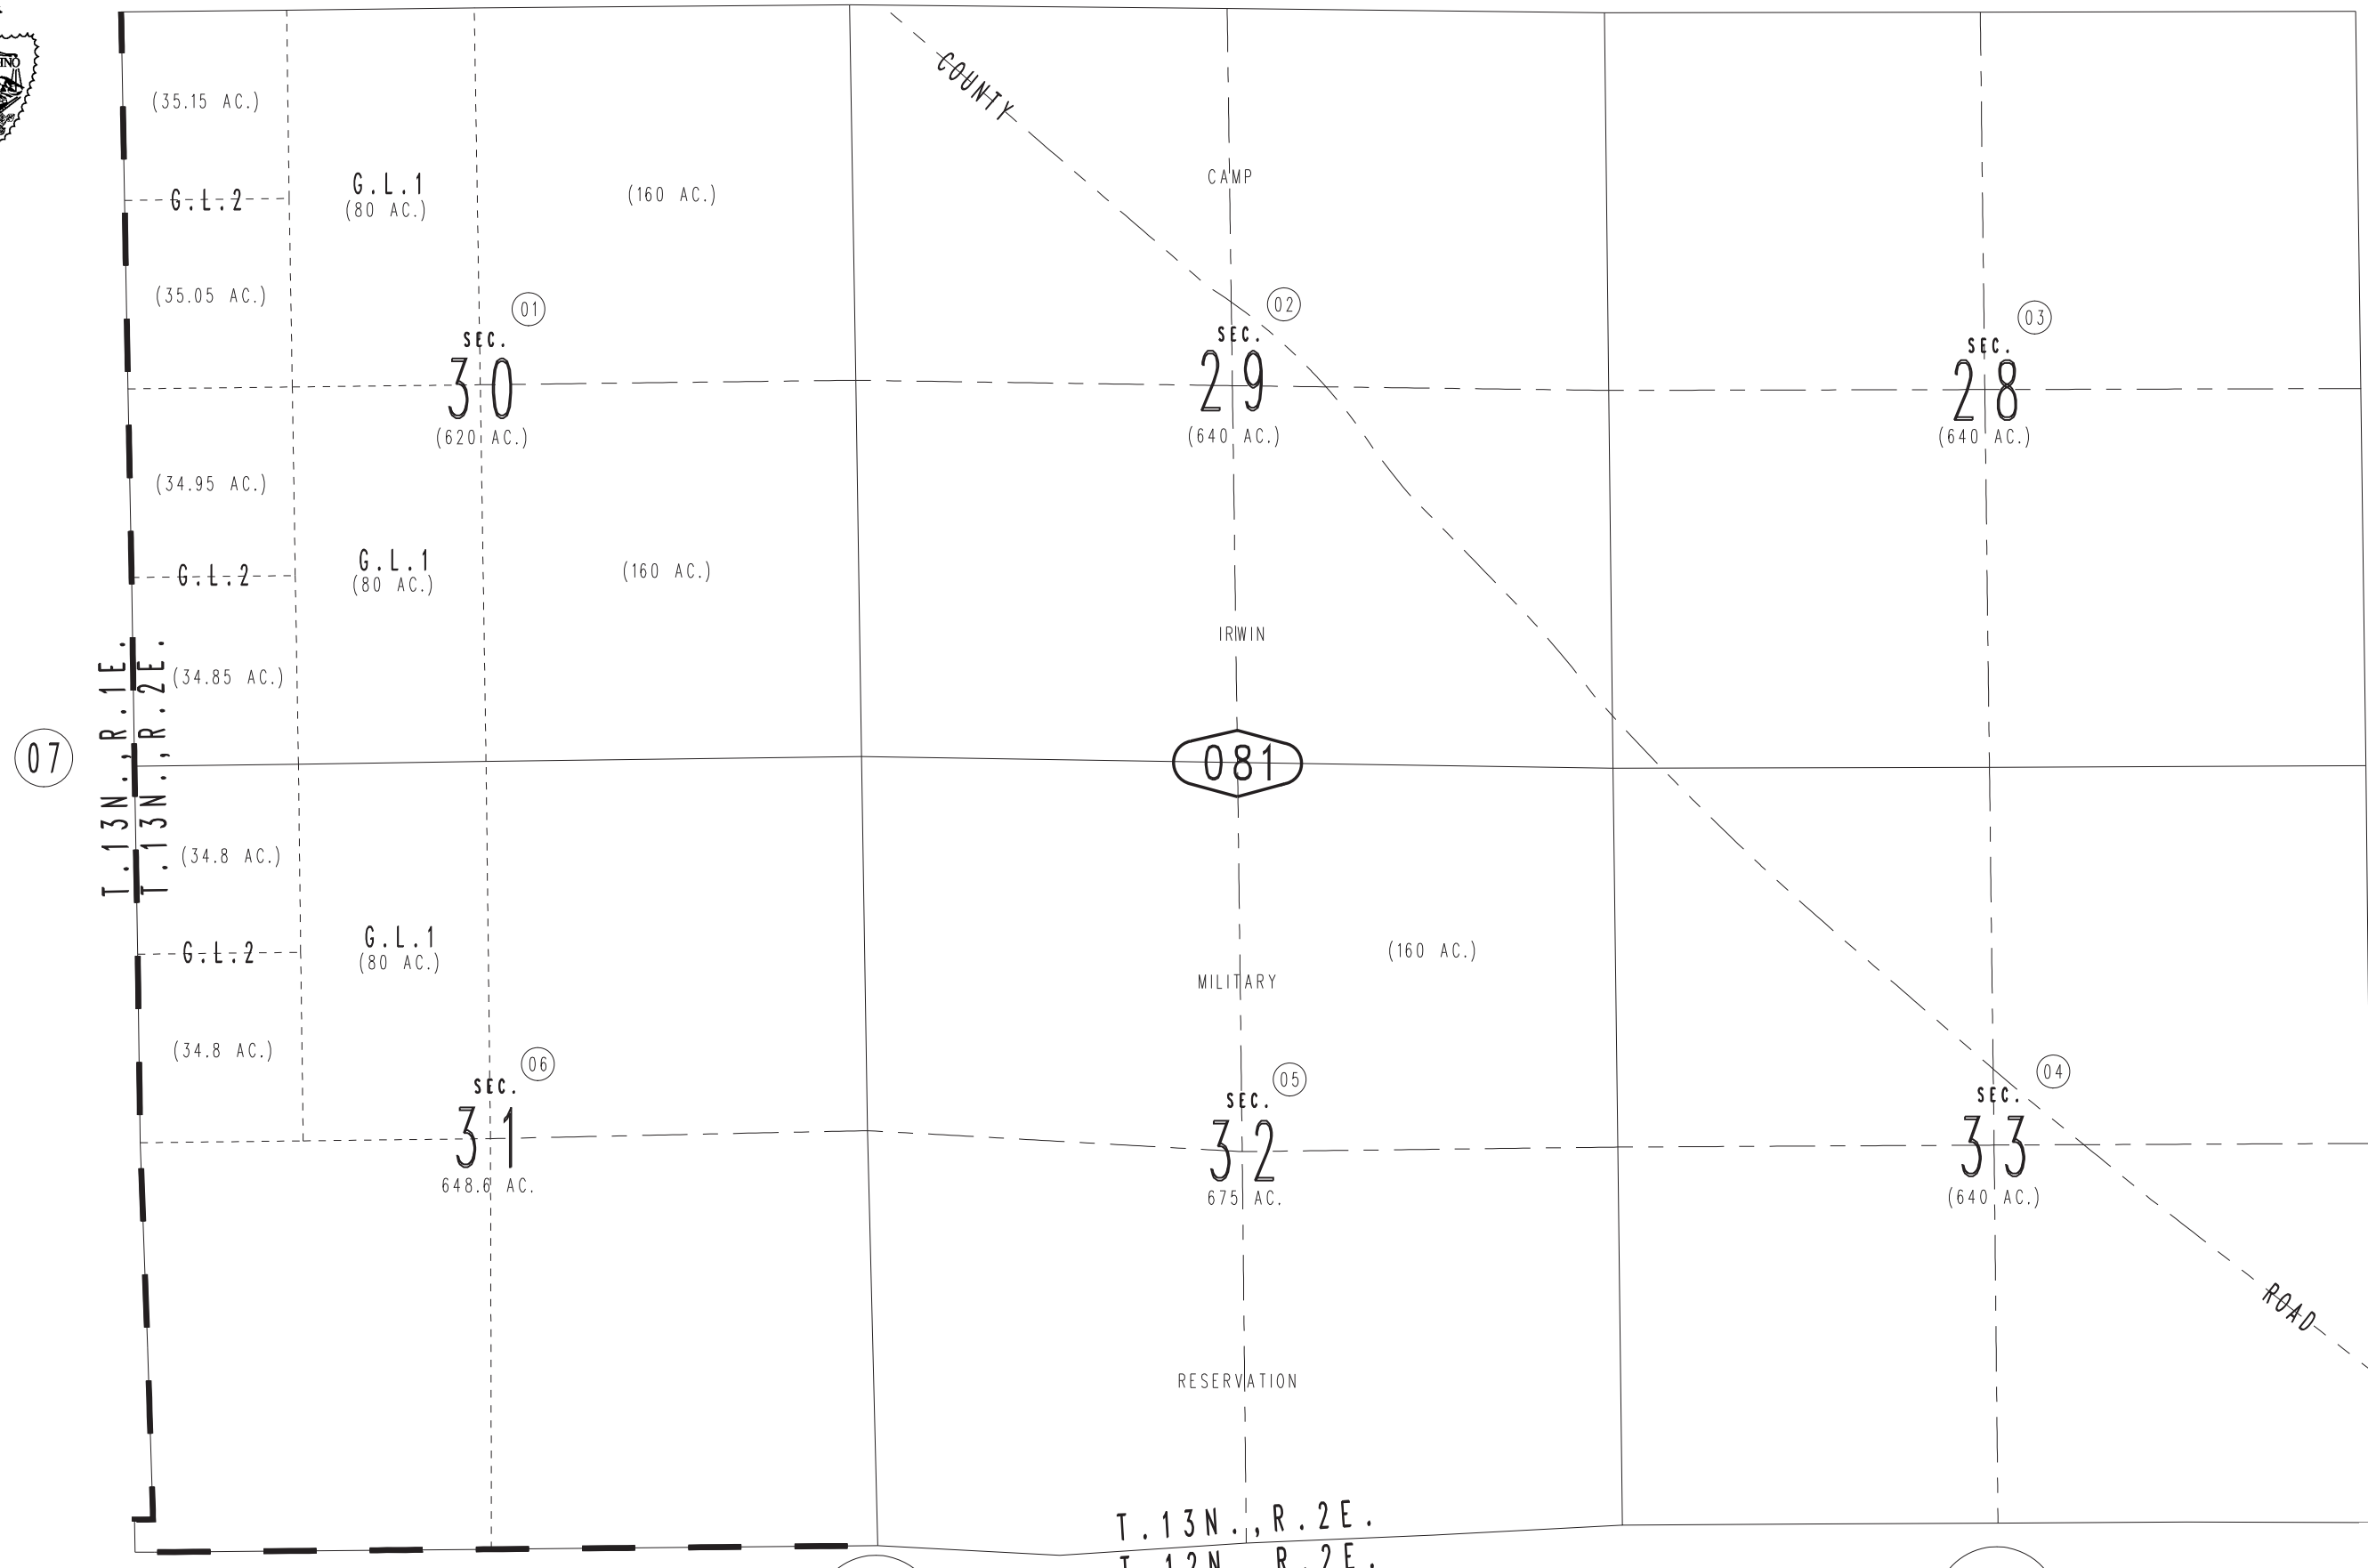 COUNTY
(35.15 AC.)
CAMP
G.L.1
(80 AC.)
(160 AC.)
G.L.2
(35.05 AC.)
01
SEC.
30
(620 AC.)
02
SEC.
29
(640 AC.)
03
SEC.
28
(640 AC.)
(34.95 AC.)
G.L.1
(80 AC.)
(160 AC.)
G.L.2
IRWIN
(34.85 AC.)
T.13N.,R.1E.
T.13N.,R.2E.
07
081
(34.8 AC.)
G.L.1
(80 AC.)
G.L.2
(160 AC.)
MILITARY
(34.8 AC.)
06
SEC.
31
648.6 AC.
05
SEC.
32
675 AC.
04
SEC.
33
(640 AC.)
ROAD
RESERVATION
T.13N.,R.2E.
T.12N., R.2E.